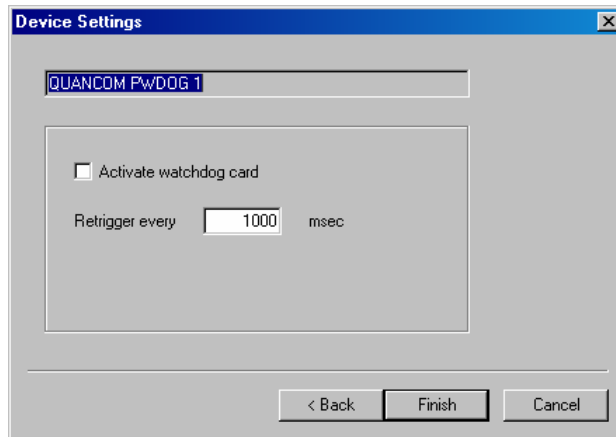 Device Settings
QUANCOM PWDOG 1
Activate watchdog card
Retrigger every 1000 msec
< Back Finish Cancel